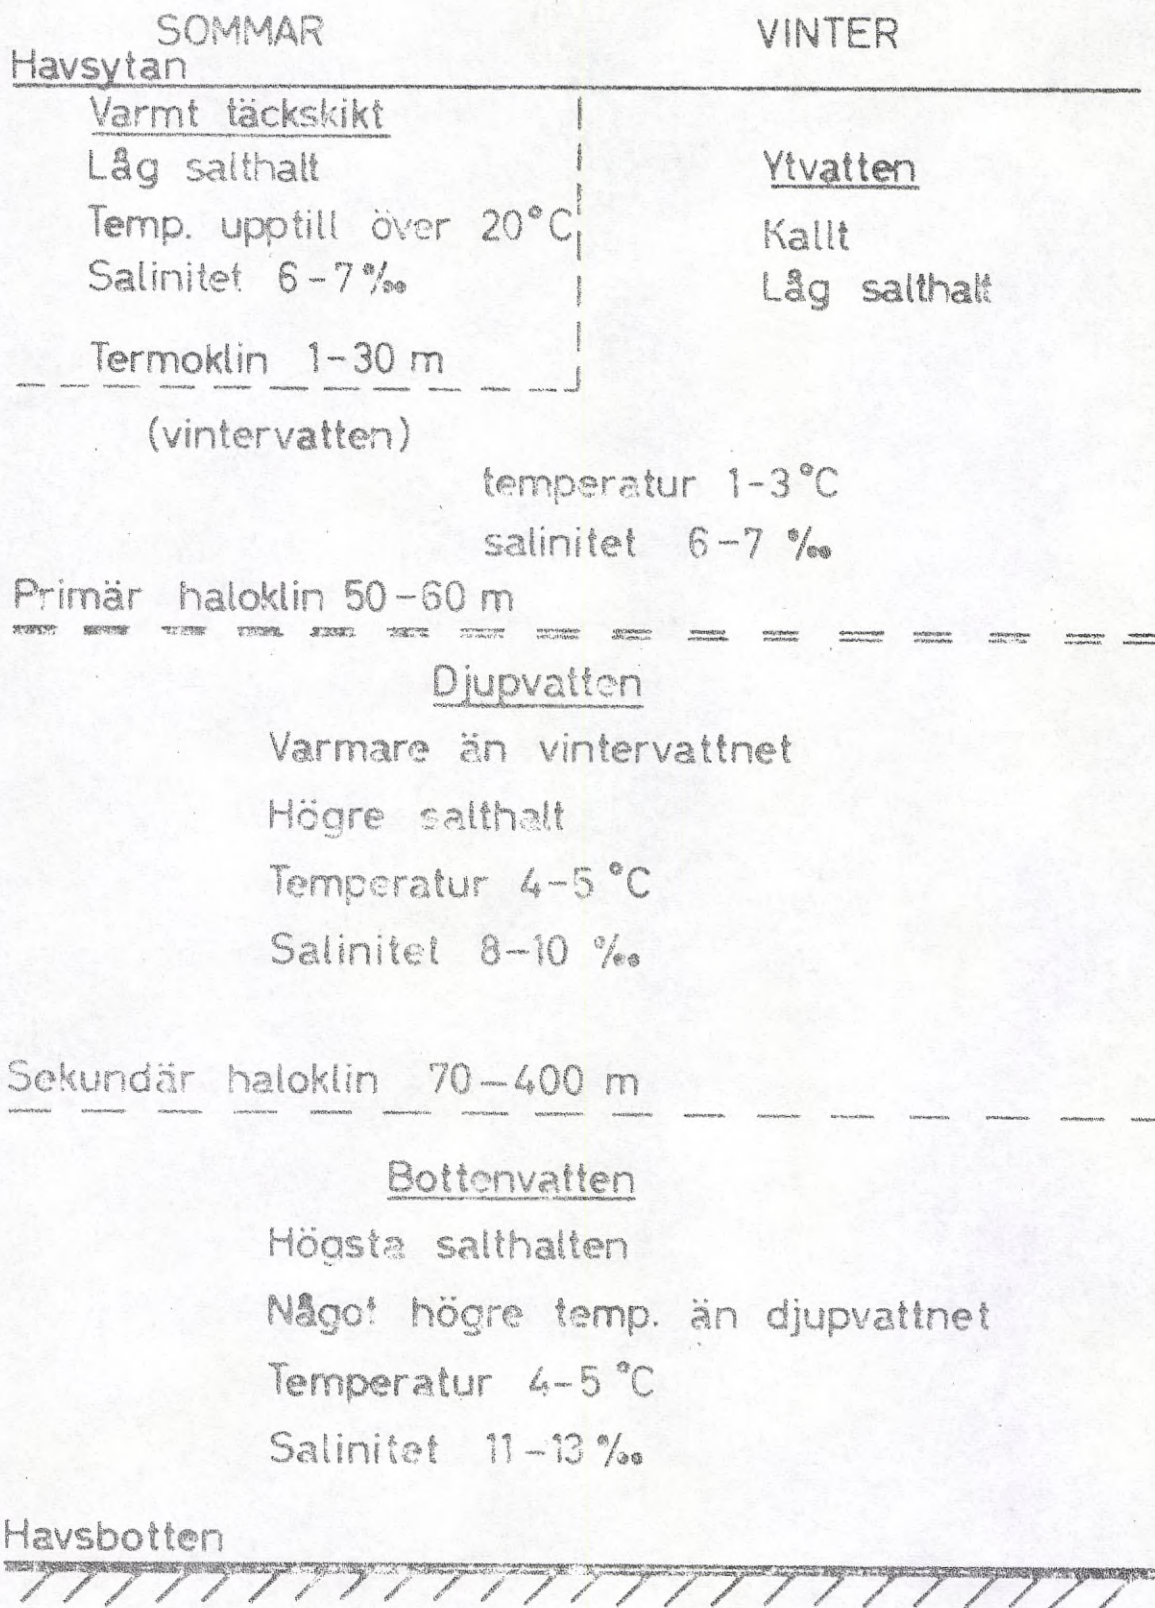 SOMMAR
VINTER
Havsytan
Varmt täckskikt
Låg salthalt
Temp. upptill över 20°C
Salinitet 6-7‰
Termoklin 1-30 m
Ytvatten
Kallt
Låg salthalt
(vintervatten)
temperatur 1-3°C
salinitet 6-7 ‰
Primär haloklin 50-60 m
Djupvatten
Varmare än vintervattnet
Högre salthalt
Temperatur 4-5 °C
Salinitet 8-10 ‰
Sekundär haloklin 70-400 m
Bottenvatten
Högsta salthalten
Något högre temp. än djupvattnet
Temperatur 4-5 °C
Salinitet 11-13 ‰
Havsbotten